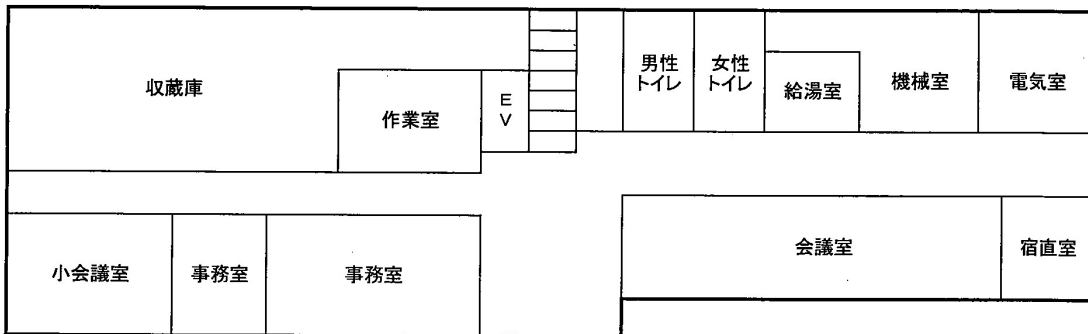 収蔵庫
作業室
E
V
男性
トイレ
女性
トイレ
給湯室
機械室
電気室
小会議室
事務室
事務室
会議室
宿直室